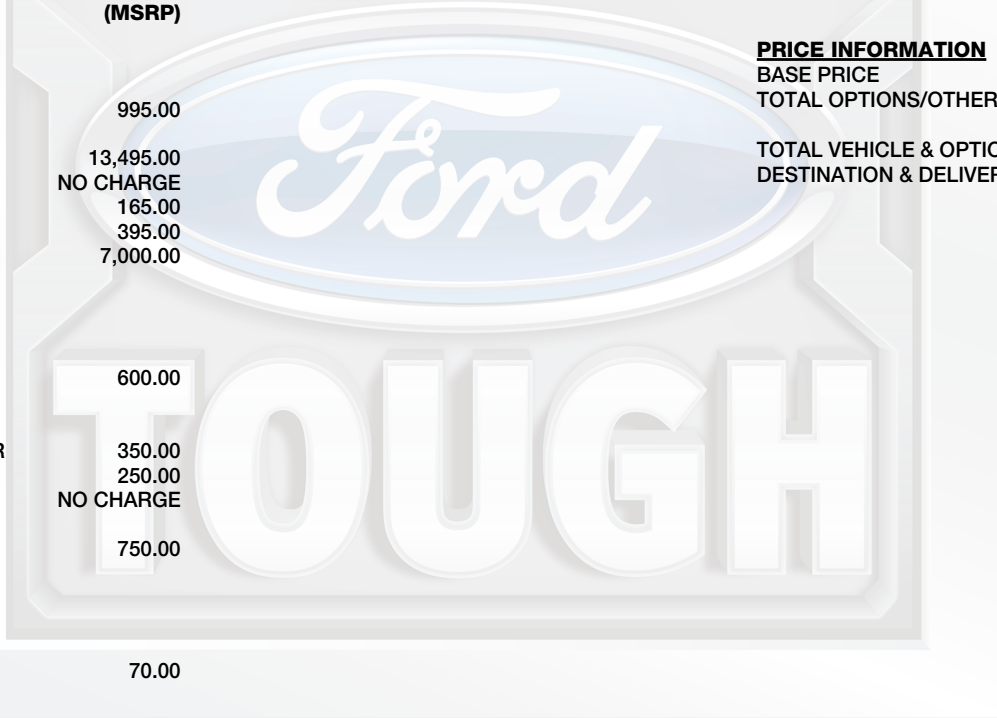 (MSRP)
995.00
13,495.00
NO CHARGE
165.00
395.00
7,000.00
600.00
R 350.00
250.00
NO CHARGE
750.00
70.00
PRICE INFORMATION
BASE PRICE
TOTAL OPTIONS/OTHER
TOTAL VEHICLE & OPTIO
DESTINATION & DELIVER
Ford
TOUGH